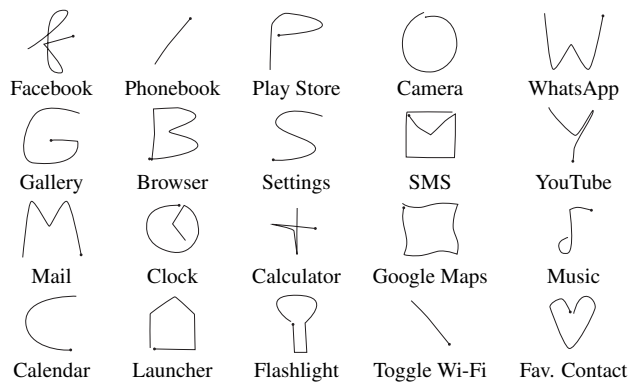 Facebook Phonebook Play Store Camera WhatsApp
Gallery Browser Settings SMS YouTube
Mail Clock Calculator Google Maps Music
Calendar Launcher Flashlight Toggle Wi-Fi Fav. Contact